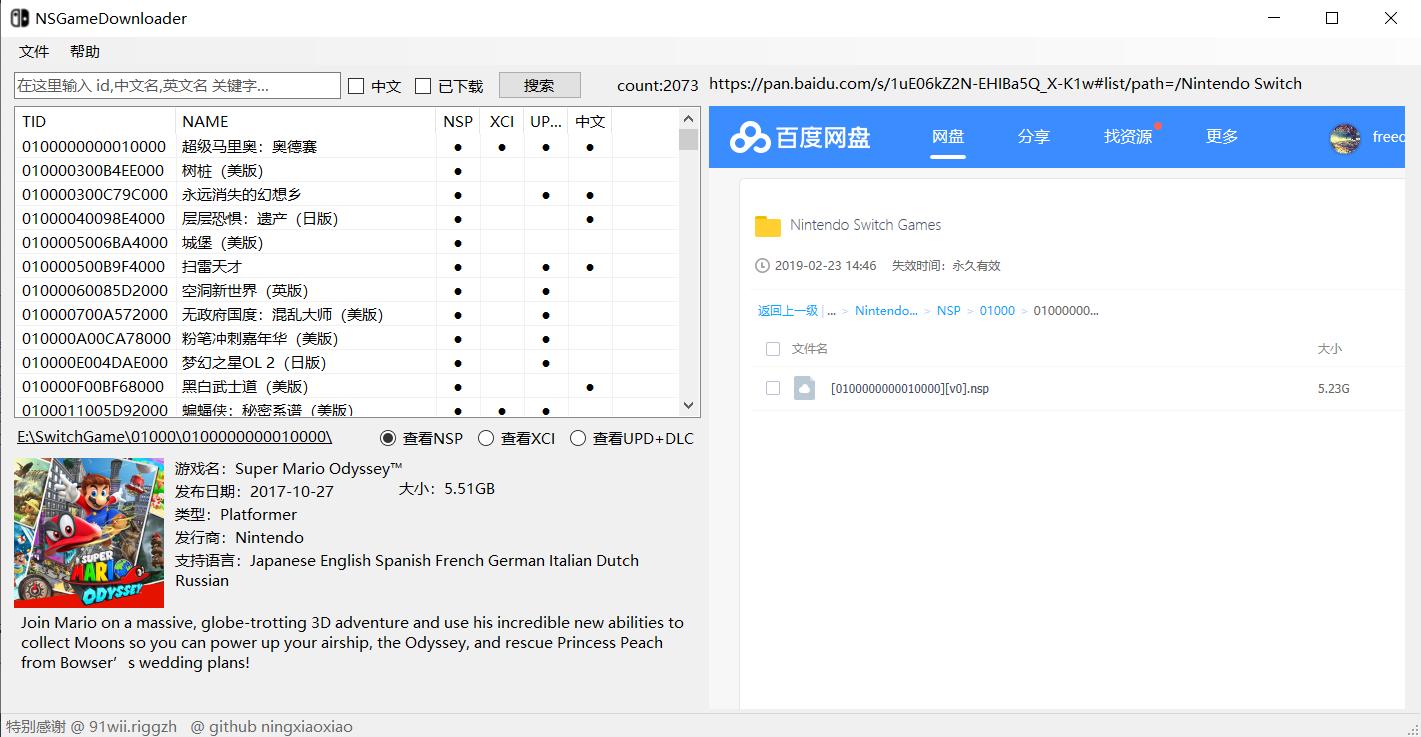 NSGameDownloader
文件 帮助
在这里输入 id,中文名,英文名 关键字... 中文 已下载 搜索 count:2073 https://pan.baidu.com/s/1uE06kZ2N-EHIBa5Q_X-K1w#list/path=/Nintendo Switch
TID NAME NSP XCI UP... 中文
0100000000010000 超级马里奥：奥德赛 ● ● ● ●
010000300B4EE000 树桩（美版） ●
010000300C79C000 永远消失的幻想乡 ● ● ●
01000040098E4000 层层恐惧：遗产（日版） ● ●
0100005006BA4000 城堡（美版） ●
010000500B9F4000 扫雷天才 ● ● ●
01000060085D2000 空洞新世界（英版） ● ●
010000700A572000 无政府国度：混乱大师（美版） ● ●
010000A00CA78000 粉笔冲刺嘉年华（美版） ● ●
010000E004DAE000 梦幻之星OL 2（日版） ● ●
010000F00BF68000 黑白武士道（美版） ● ●
0100011005D92000 蝙蝠侠：秘密系谱（美版） ● ● ●
E:\SwitchGame\01000\0100000000010000\ 查看NSP 查看XCI 查看UPD+DLC
游戏名：Super Mario Odyssey™
发布日期：2017-10-27 大小：5.51GB
类型：Platformer
发行商：Nintendo
支持语言：Japanese English Spanish French German Italian Dutch
Russian
SUPER
MARIO
ODYSSEY
Join Mario on a massive, globe-trotting 3D adventure and use his incredible new abilities to
collect Moons so you can power up your airship, the Odyssey, and rescue Princess Peach
from Bowser’s wedding plans!
百度网盘 网盘 分享 找资源 更多 freec
Nintendo Switch Games
2019-02-23 14:46 失效时间：永久有效
返回上一级 | ... > Nintendo... > NSP > 01000 > 01000000...
文件名 大小
[0100000000010000][v0].nsp 5.23G
特别感谢 @ 91wii.riggzh @ github ningxiaoxiao